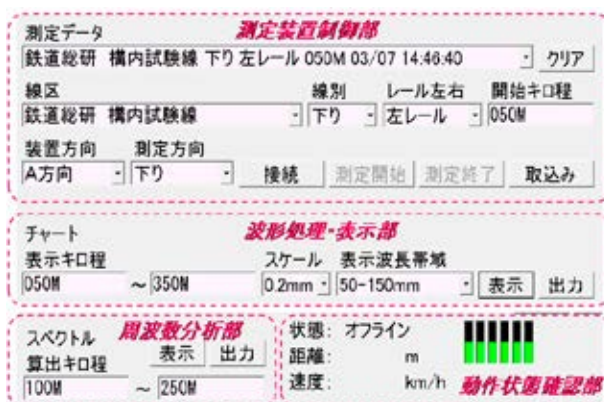 測定データ 測定装置制御部
鉄道総研 構内試験線 下り 左レール 050M 03/07 14:46:40 クリア
線区 線別 レール左右 開始キロ程
鉄道総研 構内試験線 下り 左レール 050M
装置方向 測定方向
A方向 下り 接続 測定開始 測定終了 取込み
チャート 波形処理・表示部
表示キロ程 スケール 表示波長帯域
050M ～ 350M 0.2mm 50-150mm 表示 出力
スペクトル 周波数分析部
算出キロ程 表示 出力
100M ～ 250M
状態: オフライン
距離: m
速度: km/h 動作状態確認部